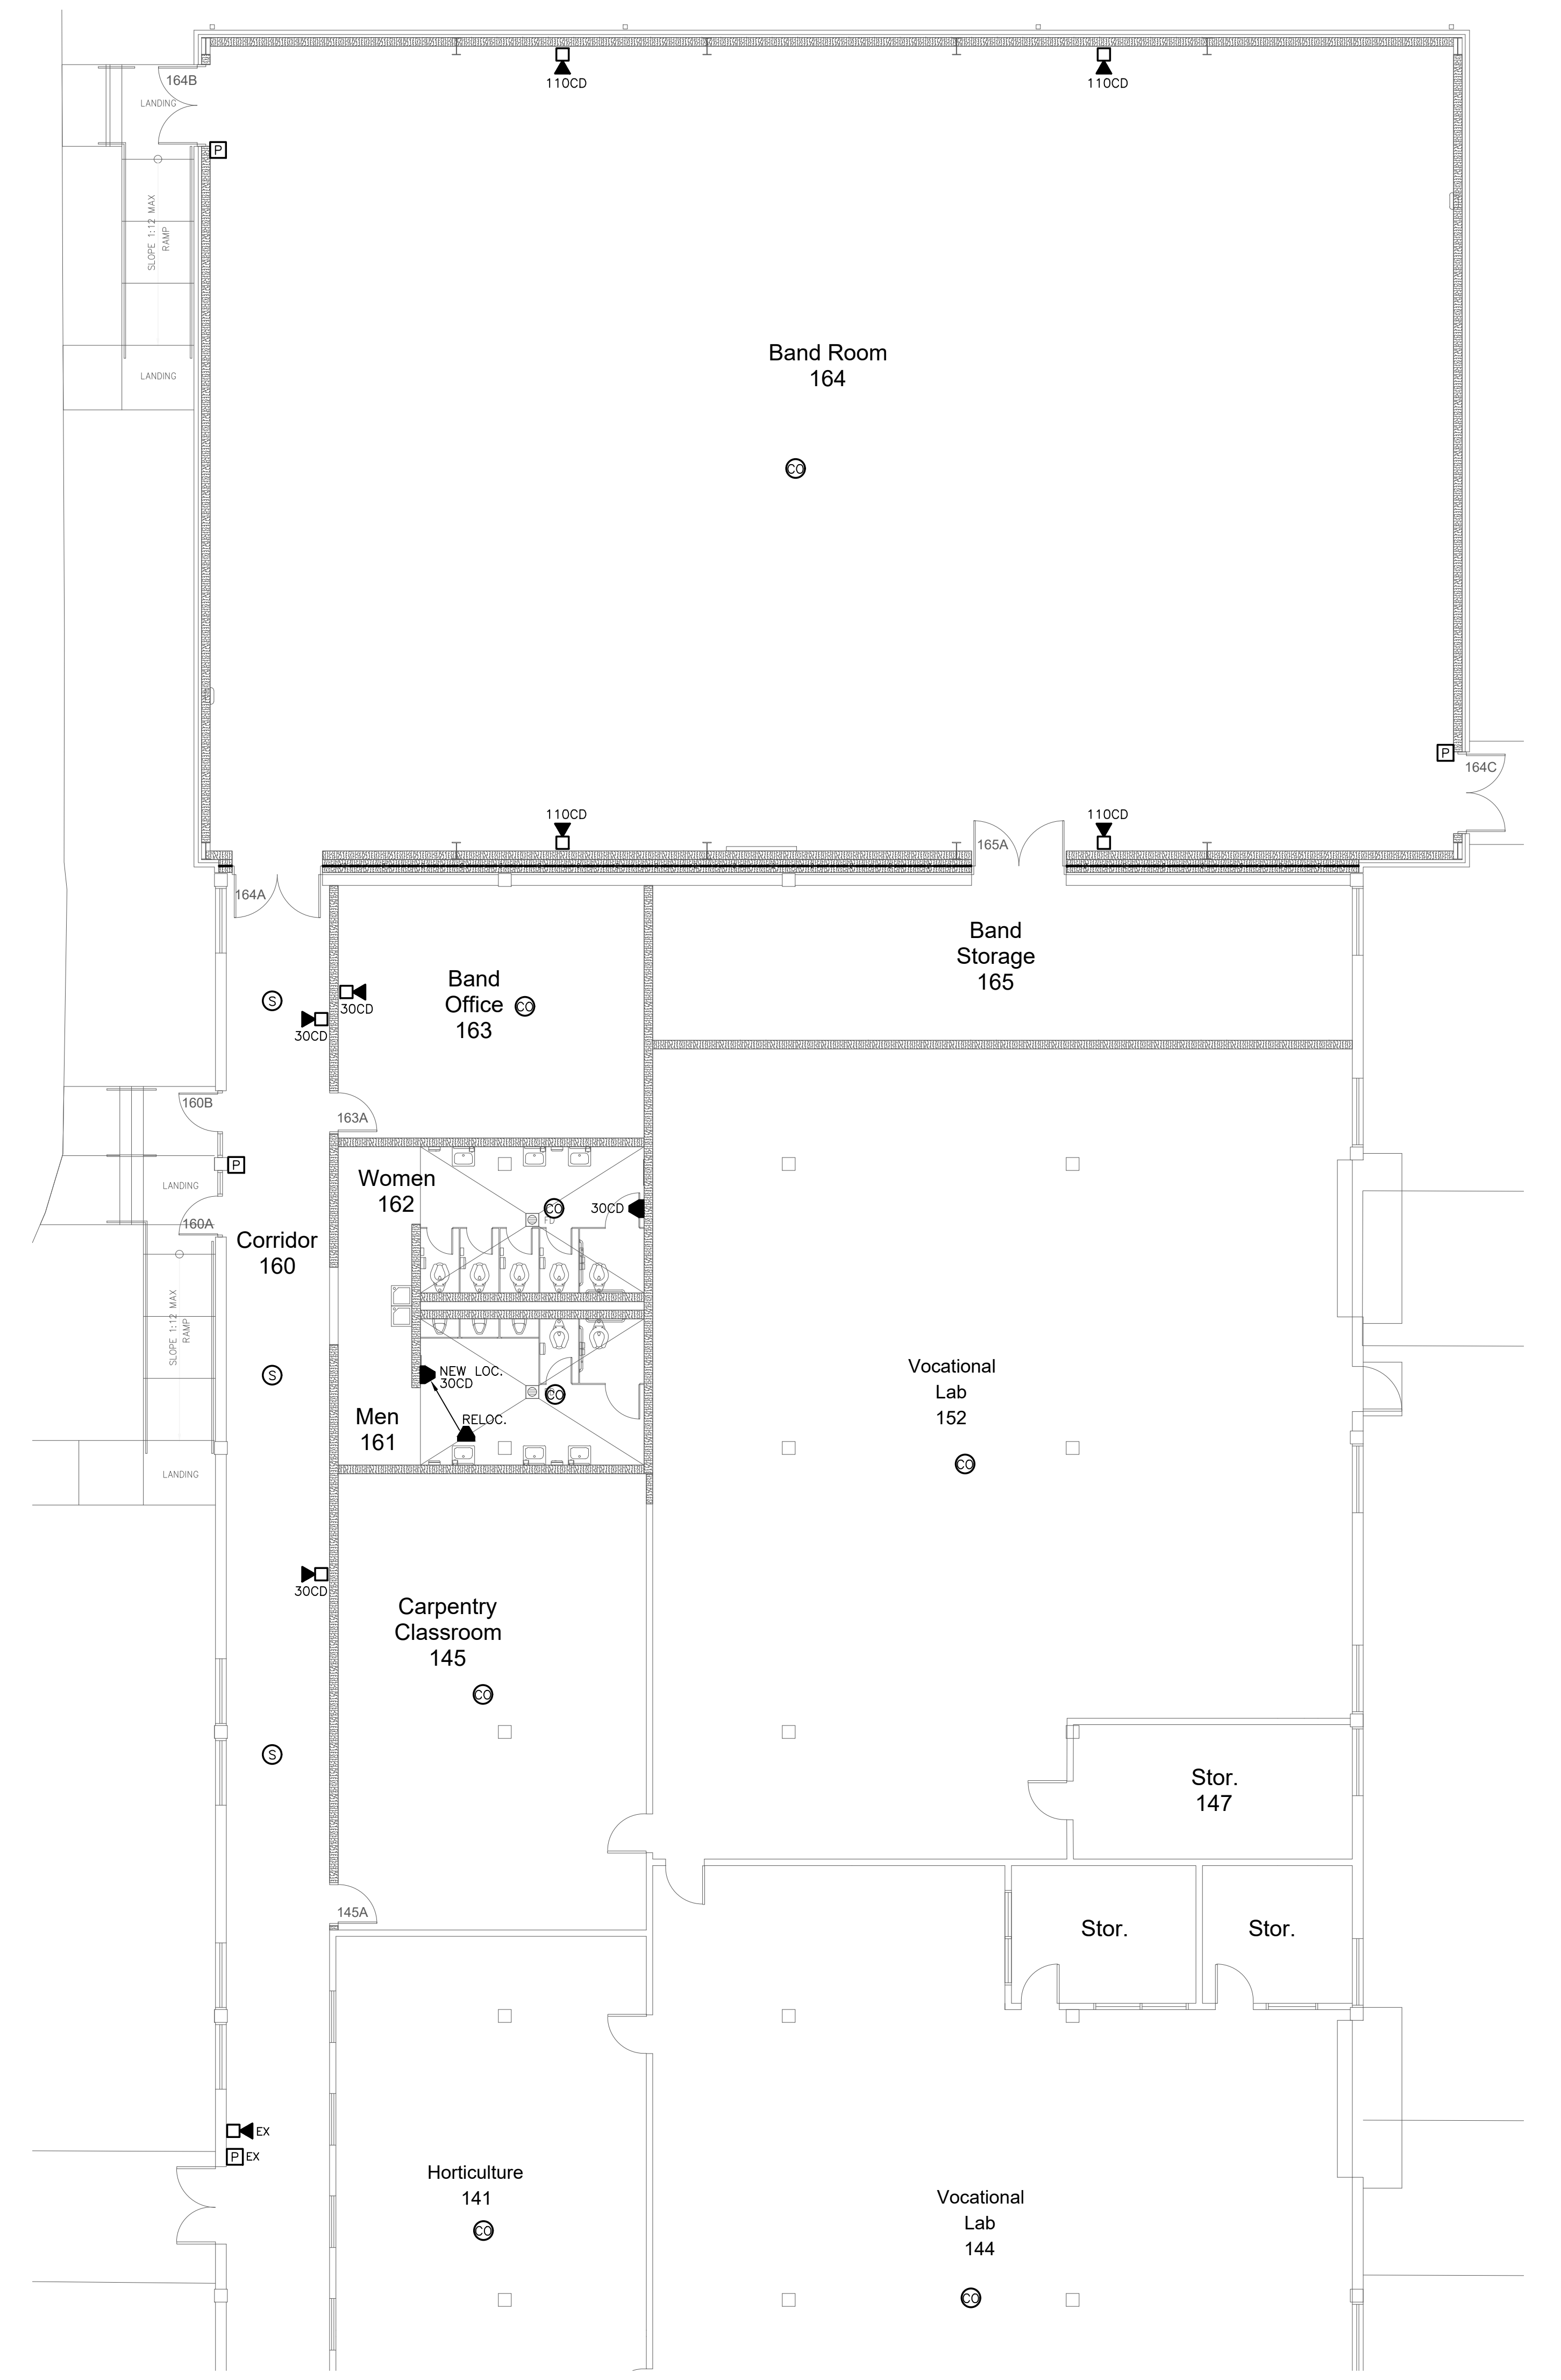 164B
LANDING
110CD
110CD
P
SLOPE 1:12 MAX
RAMP
Band Room
164
LANDING
CO
P
164C
110CD
110CD
165A
164A
Band
Storage
165
Band
Office
163
CO
S
30CD
30CD
160B
163A
P
Women
162
LANDING
CO
30CD
160A
Corridor
160
SLOPE 1:12 MAX
RAMP
Vocational
Lab
152
S
NEW LOC.
30CD
CO
RELOC.
Men
161
CO
LANDING
30CD
Carpentry
Classroom
145
CO
S
Stor.
147
145A
Stor.
Stor.
EX
P
EX
Horticulture
141
CO
Vocational
Lab
144
CO